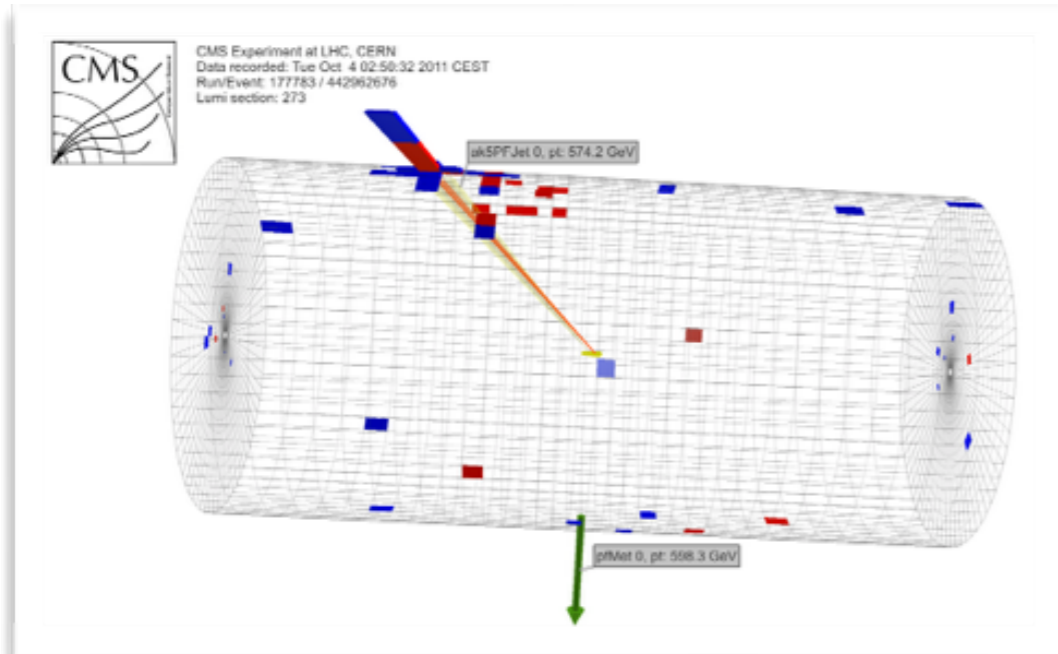 CMS
CMS Experiment at LHC, CERN
Data recorded: Tue Oct 4 02:50:32 2011 CEST
Run/Event: 177783 / 442962676
Lumi section: 273
ak5PFJet 0, pt: 574.2 GeV
pfMet 0, pt: 598.3 GeV